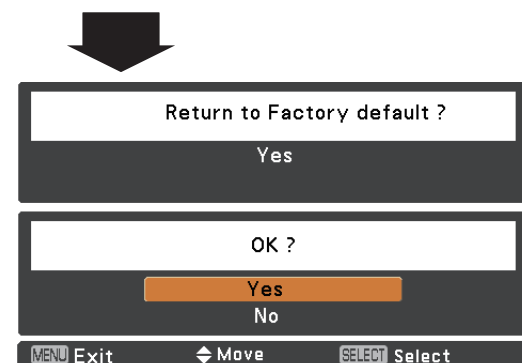 Return to Factory default ?
Yes
OK ?
Yes
No
MENU Exit Move SELECT Select